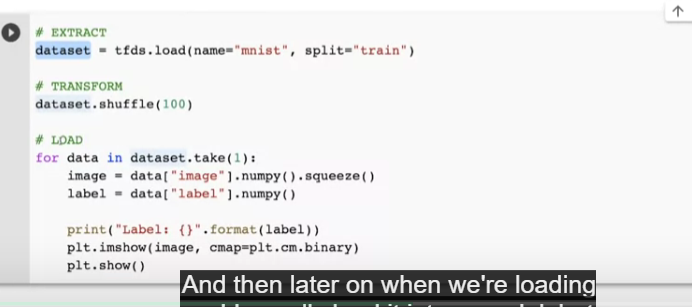 # EXTRACT
dataset = tfds.load(name="mnist", split="train")
# TRANSFORM
dataset.shuffle(100)
# LOAD
for data in dataset.take(1):
    image = data["image"].numpy().squeeze()
    label = data["label"].numpy()
    print("Label: {}".format(label))
    plt.imshow(image, cmap=plt.cm.binary)
    plt.show()
And then later on when we're loading